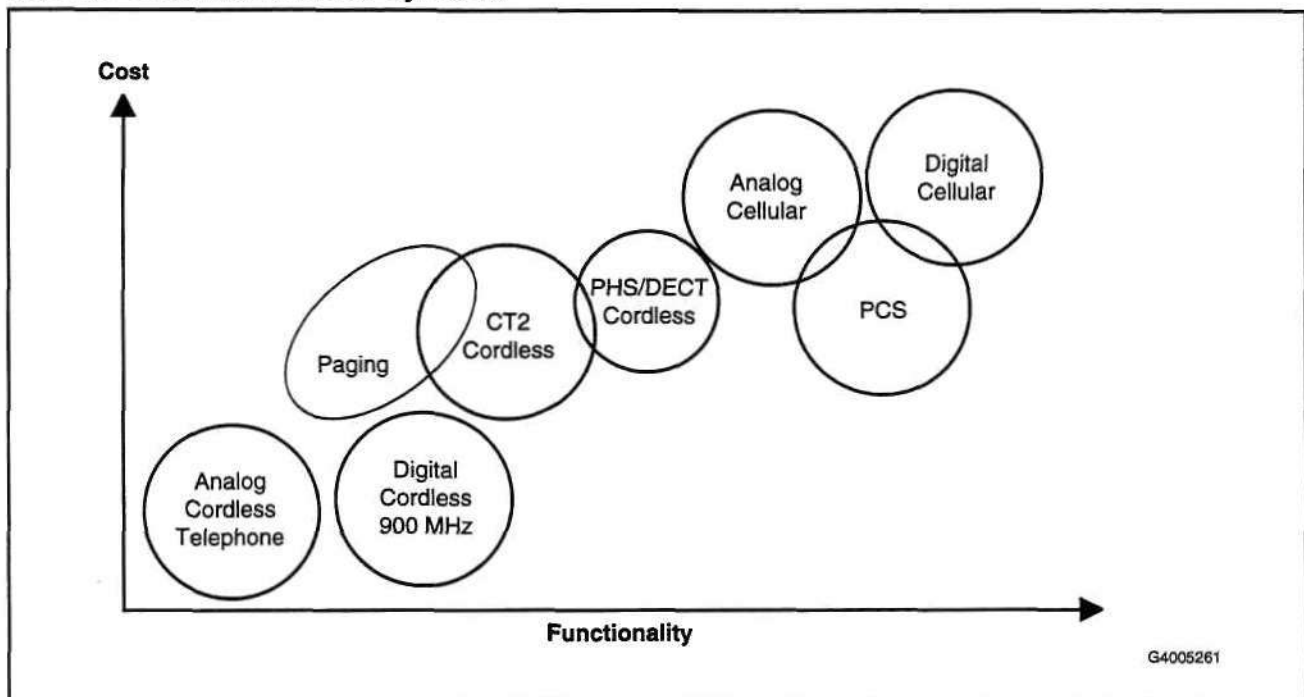 Cost
Analog
Cellular
Digital
Cellular
PHS/DECT
Cordless
PCS
CT2
Cordless
Paging
Analog
Cordless
Telephone
Digital
Cordless
900 MHz
Functionality
G4005261